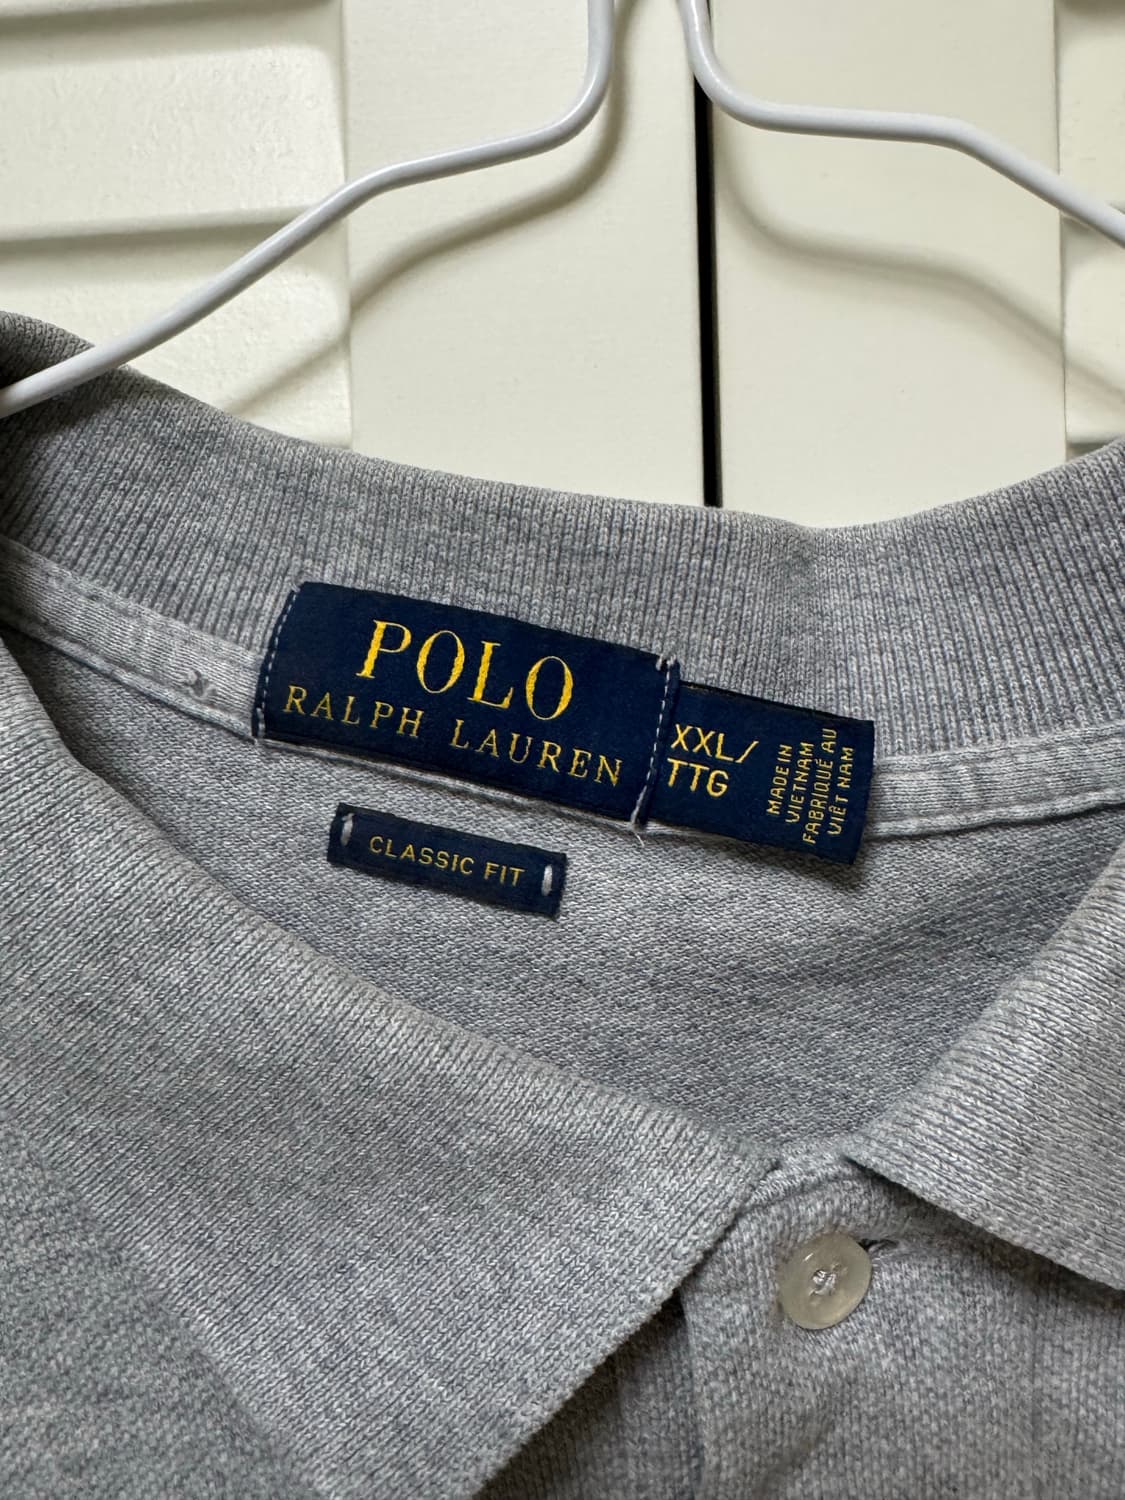 POLO
RALPH LAUREN
XXL/
TTG
MADE IN
VIETNAM
FABRIQUÉ AU
VIÊT NAM
CLASSIC FIT